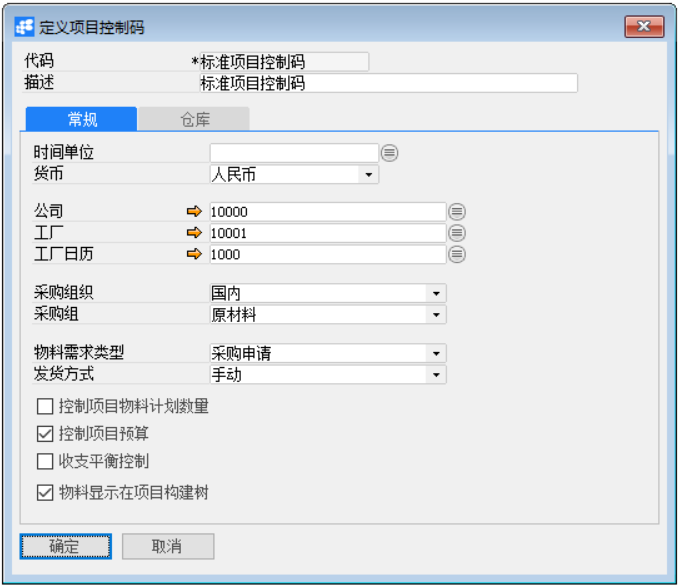 定义项目控制码
代码 *标准项目控制码
描述 标准项目控制码
常规 仓库
时间单位
货币 人民币
公司 10000
工厂 10001
工厂日历 1000
采购组织 国内
采购组 原材料
物料需求类型 采购申请
发货方式 手动
控制项目物料计划数量
控制项目预算
收支平衡控制
物料显示在项目构建树
确定 取消